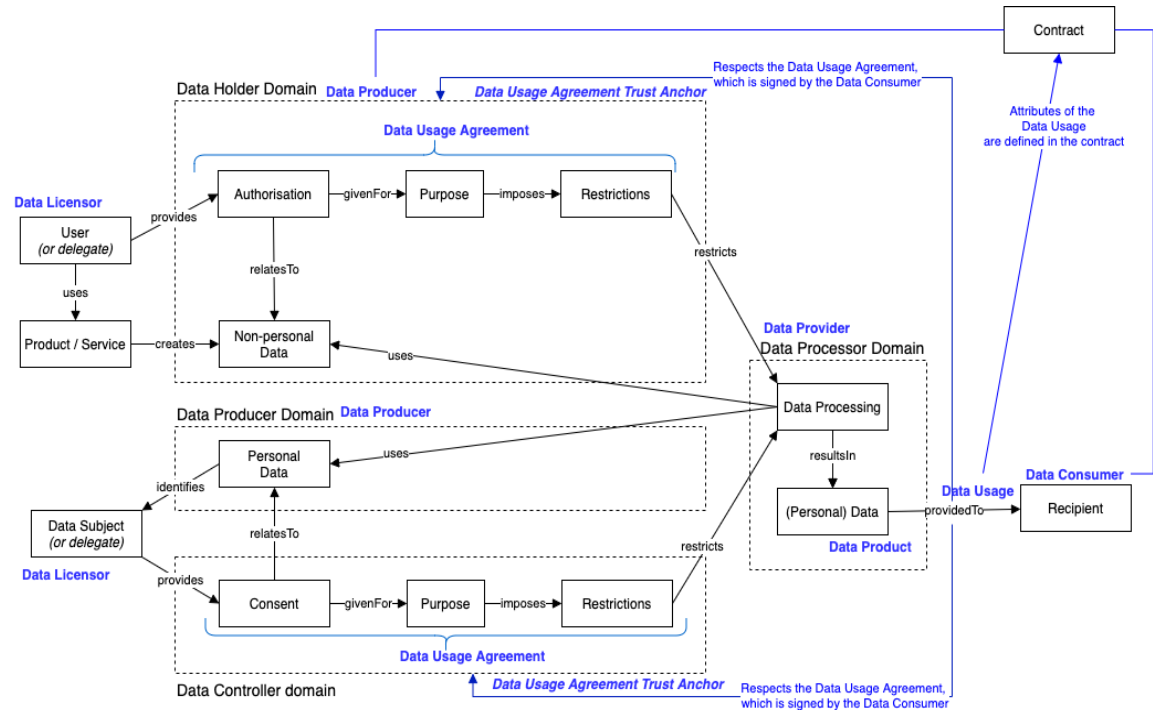 Contract
Respects the Data Usage Agreement,
which is signed by the Data Consumer
Data Holder Domain
Data Producer
Data Usage Agreement Trust Anchor
Attributes of the
Data Usage
are defined in the contract
Data Usage Agreement
Authorisation
givenFor
Purpose
imposes
Restrictions
Data Licensor
provides
User
(or delegate)
restricts
relatesTo
uses
Product / Service
creates
Non-personal
Data
uses
Data Provider
Data Processor Domain
Data Processing
Data Producer Domain
Data Producer
Personal
Data
uses
resultsIn
identifies
Data Consumer
Data Usage
(Personal) Data
providedTo
Recipient
Data Subject
(or delegate)
relatesTo
Data Product
restricts
Data Licensor
provides
Consent
givenFor
Purpose
imposes
Restrictions
Data Usage Agreement
Data Usage Agreement Trust Anchor
Data Controller domain
Respects the Data Usage Agreement,
which is signed by the Data Consumer